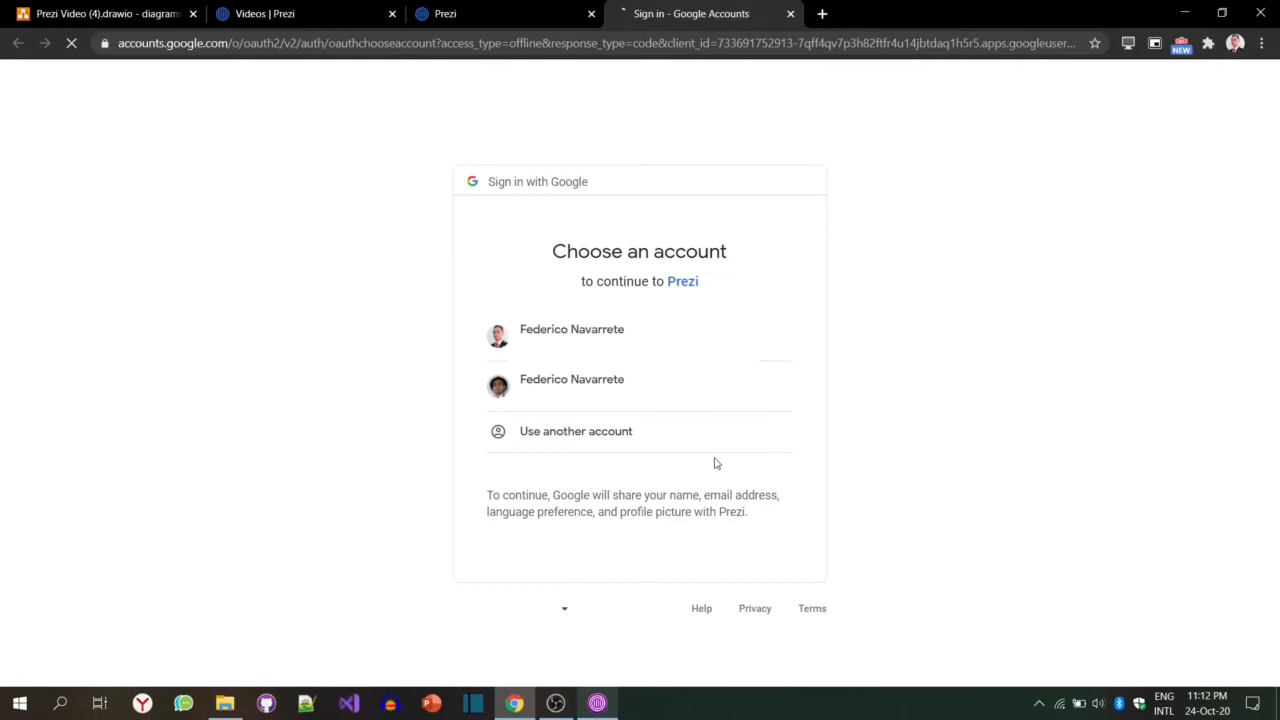 Prezi Video (4).drawio - diagrams
Videos | Prezi
Prezi
Sign in - Google Accounts
accounts.google.com/o/oauth2/v2/auth/oauthchooseaccount?access_type=offline&response_type=code&client_id=733691752913-7qff4qv7p3h82ftfr4u14jbtdaq1h5r5.apps.googleuser...
NEW
Sign in with Google
Choose an account
to continue to Prezi
Federico Navarrete
Federico Navarrete
Use another account
To continue, Google will share your name, email address,
language preference, and profile picture with Prezi.
Help Privacy Terms
ENG 11:12 PM
INTL 24-Oct-20